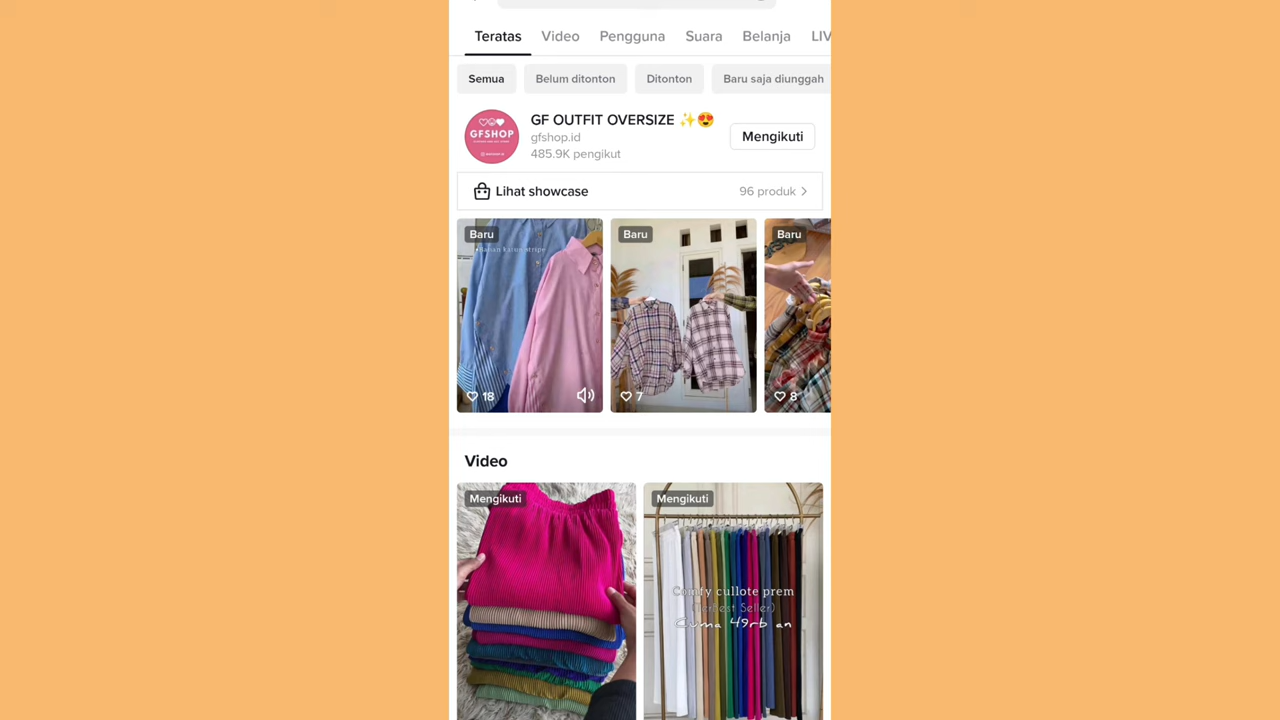 Teratas Video Pengguna Suara Belanja LIV
Semua Belum ditonton Ditonton Baru saja diunggah
GFSHOP
GF OUTFIT OVERSIZE ✨😍
gfshop.id
485.9K pengikut
Mengikuti
Lihat showcase 96 produk
Baru Baru Baru
18 7 8
Video
Mengikuti Mengikuti
Comfy cullote prem
Cuma 49rb an